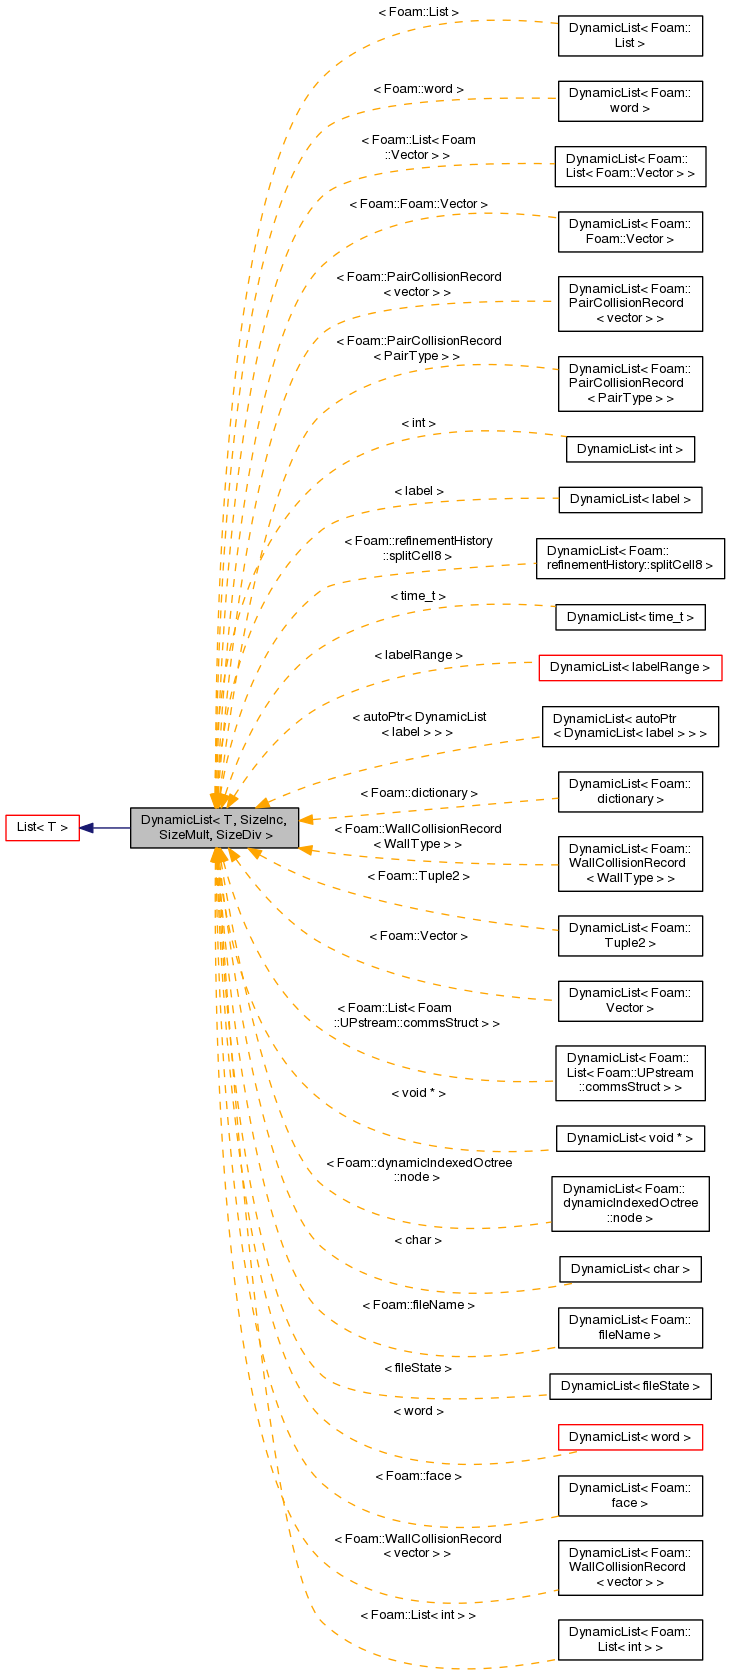 < Foam::List >
DynamicList< Foam::
List >
< Foam::word >
DynamicList< Foam::
word >
< Foam::List< Foam
::Vector > >
DynamicList< Foam::
List< Foam::Vector > >
< Foam::Foam::Vector >
DynamicList< Foam::
Foam::Vector >
< Foam::PairCollisionRecord
< vector > >
DynamicList< Foam::
PairCollisionRecord
< vector > >
< Foam::PairCollisionRecord
< PairType > >
DynamicList< Foam::
PairCollisionRecord
< PairType > >
< int >
DynamicList< int >
< label >
DynamicList< label >
< Foam::refinementHistory
::splitCell8 >
DynamicList< Foam::
refinementHistory::splitCell8 >
< time_t >
DynamicList< time_t >
< labelRange >
DynamicList< labelRange >
< autoPtr< DynamicList
< label > > >
DynamicList< autoPtr
< DynamicList< label > > >
List< T >
DynamicList< T, SizeInc,
SizeMult, SizeDiv >
< Foam::dictionary >
DynamicList< Foam::
dictionary >
< Foam::WallCollisionRecord
< WallType > >
DynamicList< Foam::
WallCollisionRecord
< WallType > >
< Foam::Tuple2 >
DynamicList< Foam::
Tuple2 >
< Foam::Vector >
DynamicList< Foam::
Vector >
< Foam::List< Foam
::UPstream::commsStruct > >
DynamicList< Foam::
List< Foam::UPstream
::commsStruct > >
< void * >
DynamicList< void * >
< Foam::dynamicIndexedOctree
::node >
DynamicList< Foam::
dynamicIndexedOctree
::node >
< char >
DynamicList< char >
< Foam::fileName >
DynamicList< Foam::
fileName >
< fileState >
DynamicList< fileState >
< word >
DynamicList< word >
< Foam::face >
DynamicList< Foam::
face >
< Foam::WallCollisionRecord
< vector > >
DynamicList< Foam::
WallCollisionRecord
< vector > >
< Foam::List< int > >
DynamicList< Foam::
List< int > >